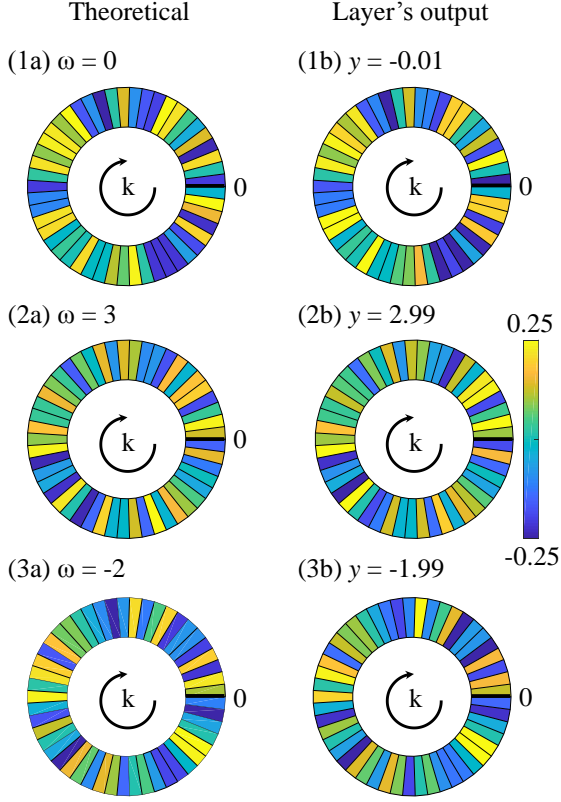 Theoretical Layer’s output
(1a) ω = 0 (1b) y = -0.01
k 0 k 0
(2a) ω = 3 (2b) y = 2.99
0.25
k 0 k 0
-0.25
(3a) ω = -2 (3b) y = -1.99
k 0 k 0